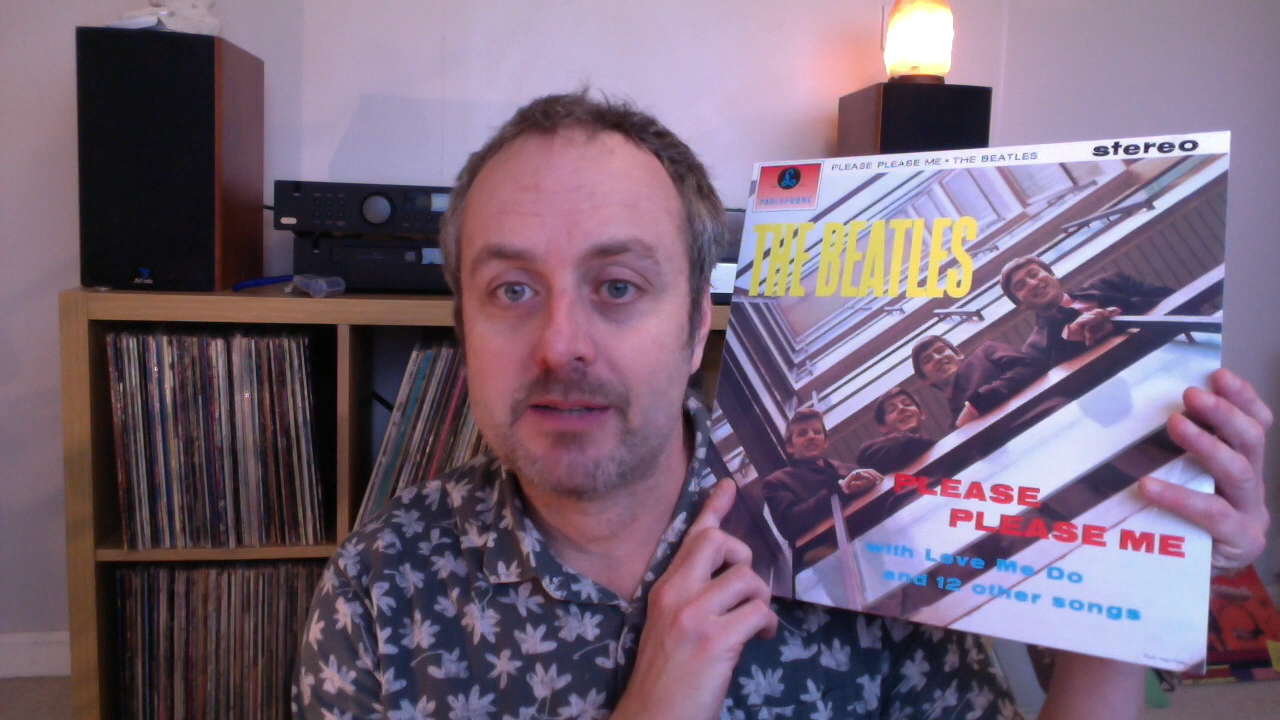 PLEASE PLEASE ME • THE BEATLES
stereo
PARLOPHONE
THE BEATLES
PLEASE
PLEASE ME
with Love Me Do
and 12 other songs